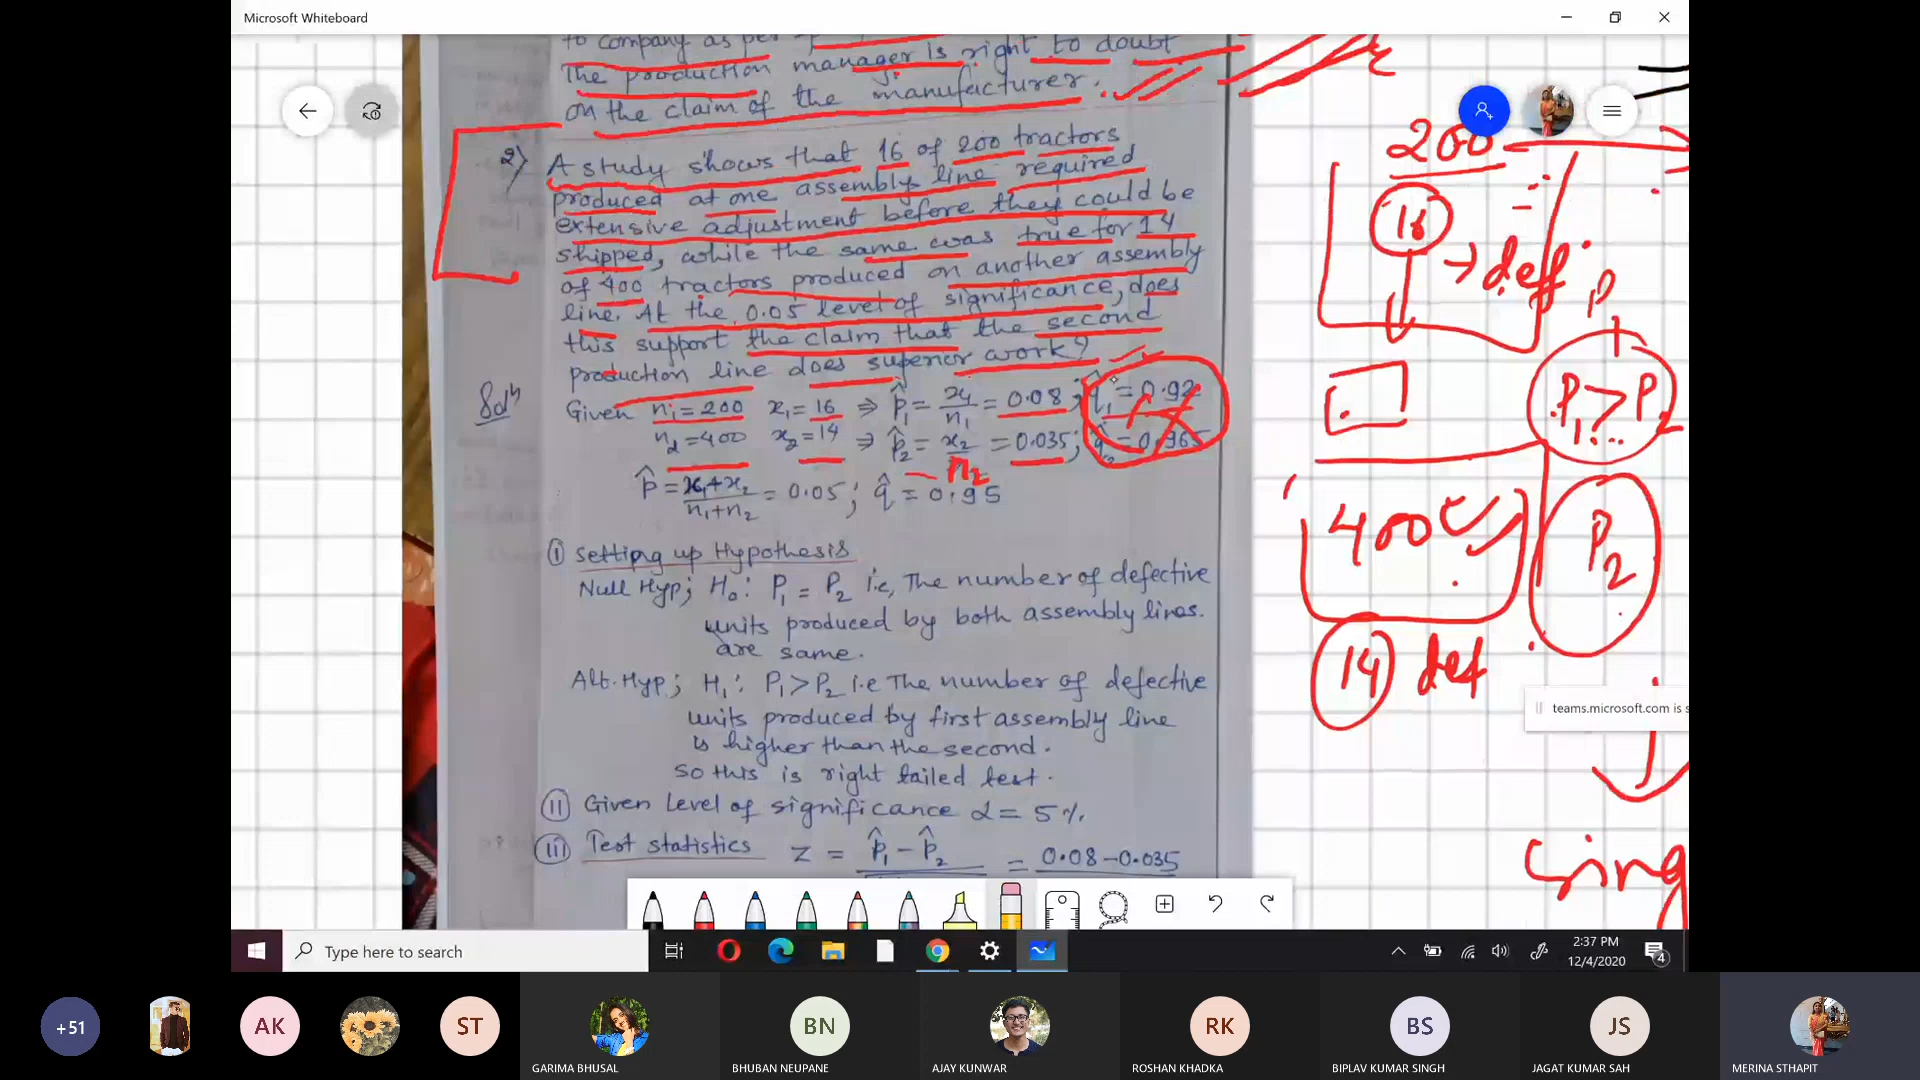 Microsoft Whiteboard
to company as per
The production manager is right to doubt
on the claim of the manufacturer.
2) A study shows that 16 of 200 tractors
produced at one assembly line required
extensive adjustment before they could be
shipped, while the same was true for 14
of 400 tractors produced on another assembly
line. At the 0.05 level of significance, does
this support the claim that the second
production line does superior work?
Soln
Given n1 = 200 x1 = 16 ⇒ p̂1 = x1/n1 = 0.08; q̂1 = 0.92
n2 = 400 x2 = 14 ⇒ p̂2 = x2/n2 = 0.035; q̂2 = 0.965
p̂ = x1+x2/n1+n2 = 0.05; q̂ = 0.95
① Setting up Hypothesis
Null Hyp; H0: P1 = P2 i.e, The number of defective
units produced by both assembly lines.
are same.
Alt. Hyp; H1: P1 > P2 i.e The number of defective
units produced by first assembly line
is higher than the second.
So this is right tailed test.
ⅱ Given Level of significance α = 5%.
ⅲ Test statistics Z = p̂1 - p̂2 = 0.08-0.035
200
16
→ def
P
P1 > P2
400
P2
14 def
teams.microsoft.com is s
sing
Type here to search
2:37 PM
12/4/2020
4
+51
AK
ST
GARIMA BHUSAL
BN
BHUBAN NEUPANE
AJAY KUNWAR
RK
ROSHAN KHADKA
BS
BIPLAV KUMAR SINGH
JS
JAGAT KUMAR SAH
MERINA STHAPIT